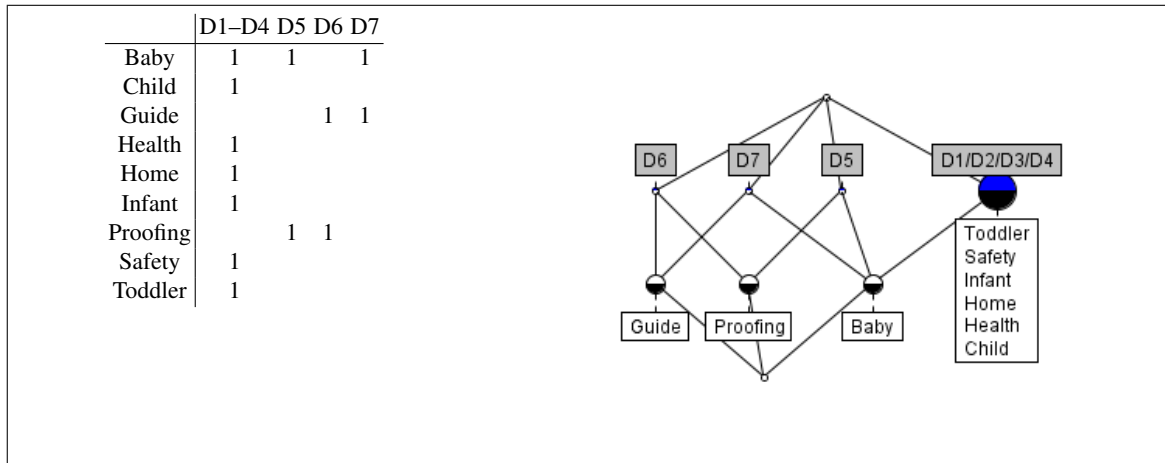 D1–D4 D5 D6 D7
Baby 1 1 1
Child 1
Guide 1 1
Health 1
Home 1
Infant 1
Proofing 1 1
Safety 1
Toddler 1
D6 D7 D5 D1/D2/D3/D4
Toddler
Safety
Infant
Home
Health
Child
Guide Proofing Baby